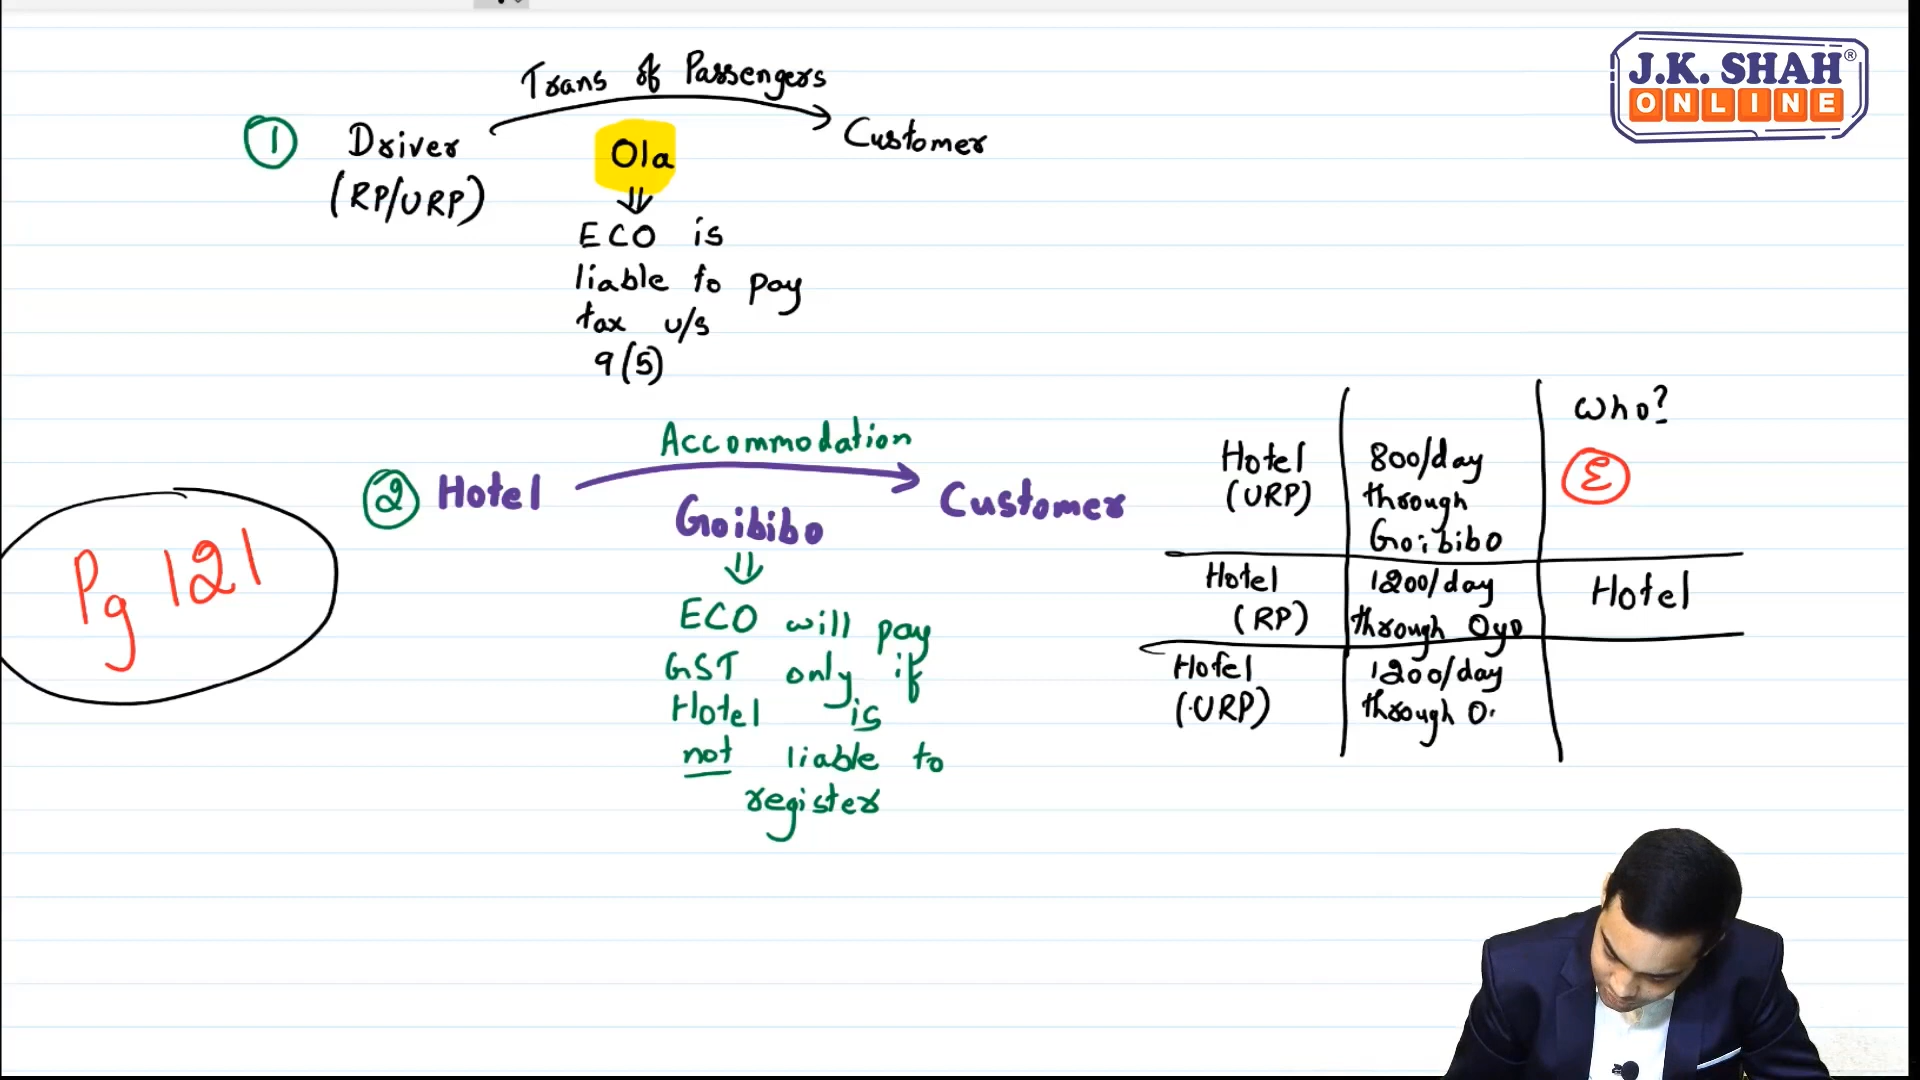 J.K. SHAH®
ONLINE
Trans of Passengers
1 Driver
Ola
Customer
(RP/URP)
ECO is
liable to pay
tax u/s
9(5)
Accommodation
2 Hotel
Customer
Goibibo
ECO will pay
GST only if
Hotel is
not liable to
register
Pg 121
Who?
Hotel
(URP)
800/day
through
Goibibo
E
Hotel
(RP)
1200/day
through Oyo
Hotel
Hotel
(URP)
1200/day
through O